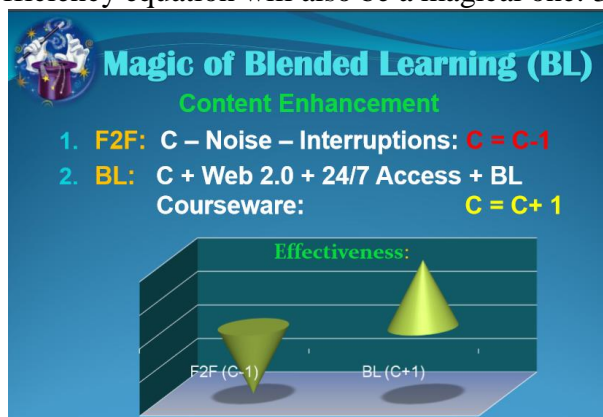 Magic of Blended Learning (BL)
Content Enhancement
1. F2F: C – Noise – Interruptions: C = C-1
2. BL: C + Web 2.0 + 24/7 Access + BL
Courseware: C = C+ 1
Effectiveness:
F2F (C-1) BL (C+1)